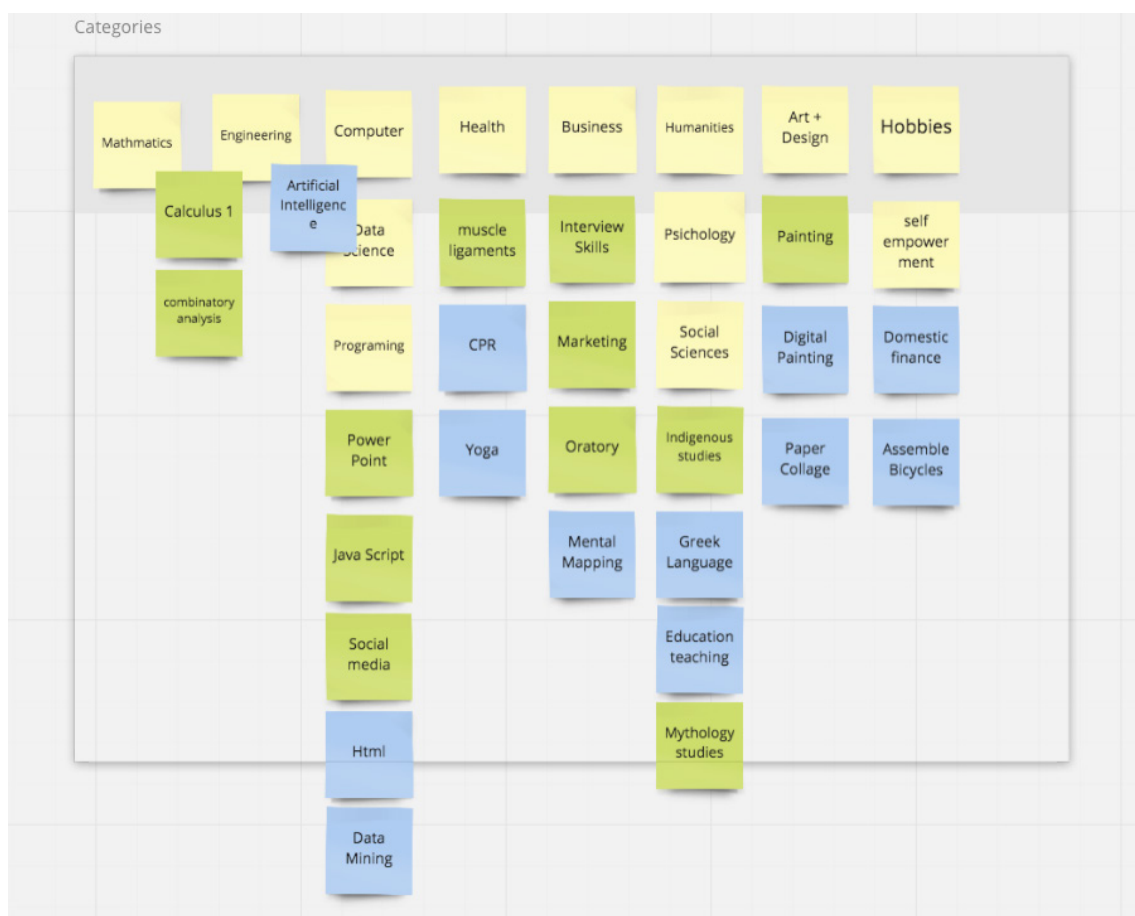 Categories
Mathmatics
Engineering
Computer
Health
Business
Humanities
Art +
Design
Hobbies
Calculus 1
combinatory
analysis
Artificial
Intelligenc
e
Data
Science
Programing
Power
Point
Java Script
Social
media
Html
Data
Mining
muscle
ligaments
CPR
Yoga
Interview
Skills
Marketing
Oratory
Mental
Mapping
Psichology
Social
Sciences
Indigenous
studies
Greek
Language
Education
teaching
Mythology
studies
Painting
Digital
Painting
Paper
Collage
self
empower
ment
Domestic
finance
Assemble
Bicycles